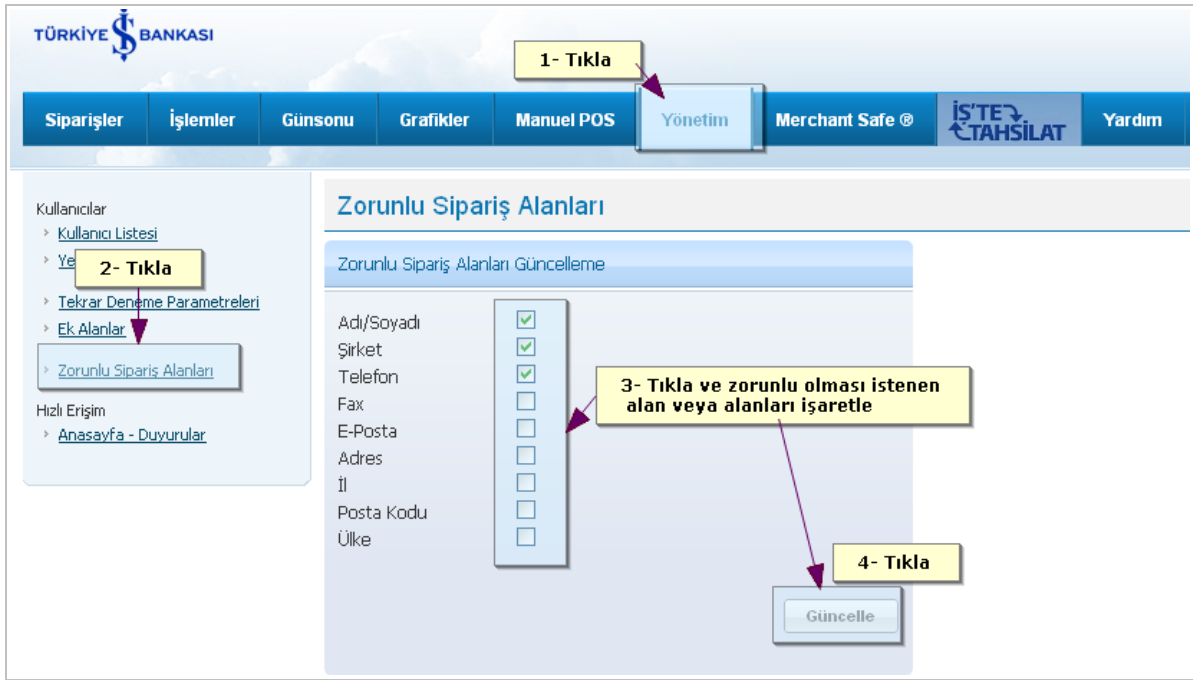 TÜRKİYE İŞ BANKASI
1- Tıkla
Siparişler İşlemler Günsonu Grafikler Manuel POS Yönetim Merchant Safe ® İŞ'TE TAHSİLAT Yardım
Zorunlu Sipariş Alanları
Kullanıcılar
Kullanıcı Listesi
Ye
2- Tıkla
Tekrar Deneme Parametreleri
Ek Alanlar
Zorunlu Sipariş Alanları
Hızlı Erişim
Anasayfa - Duyurular
Zorunlu Sipariş Alanları Güncelleme
Adı/Soyadı
Şirket
Telefon
Fax
E-Posta
Adres
İl
Posta Kodu
Ülke
3- Tıkla ve zorunlu olması istenen
alan veya alanları işaretle
4- Tıkla
Güncelle